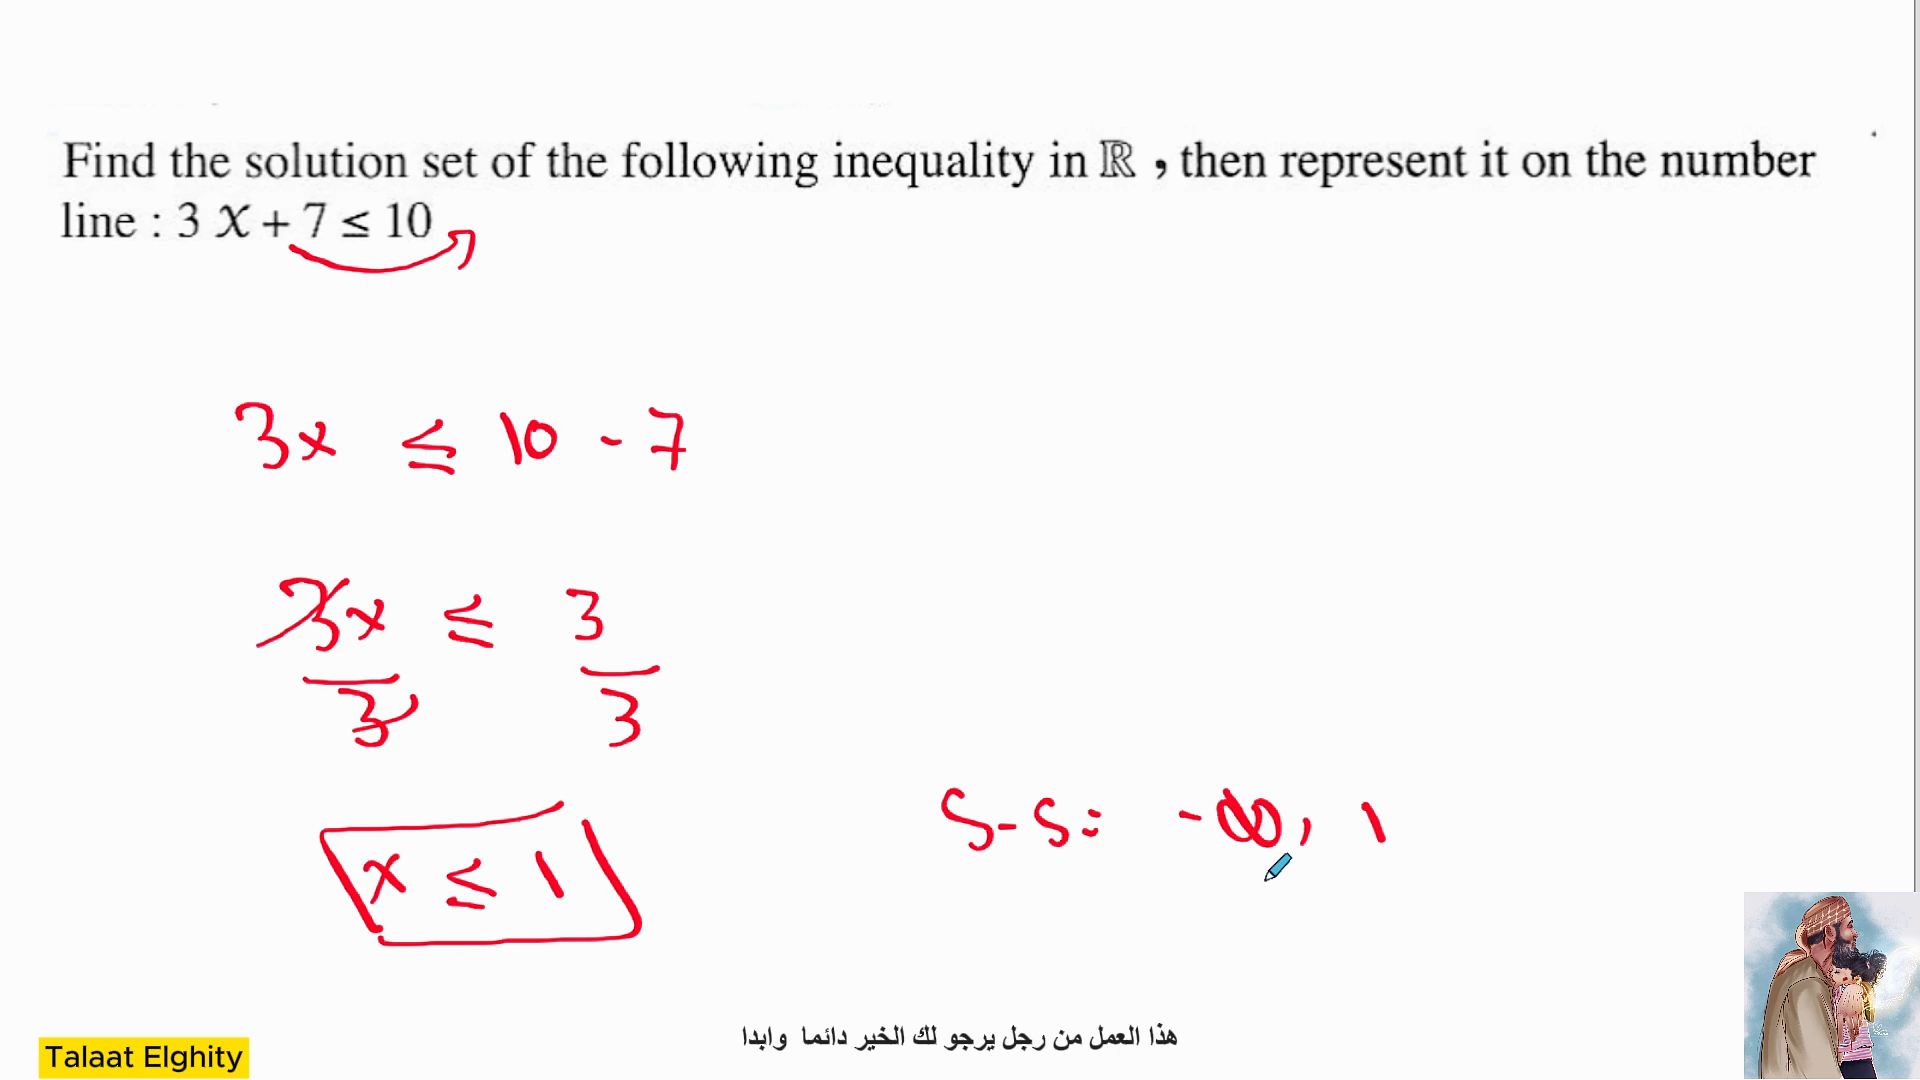 Find the solution set of the following inequality in ℝ , then represent it on the number
line : 3 X + 7 ≤ 10
3x ≤ 10 - 7
3x/3 ≤ 3/3
x ≤ 1
S-S= -∞, 1
هذا العمل من رجل يرجو لك الخير دائما وابدا
Talaat Elghity